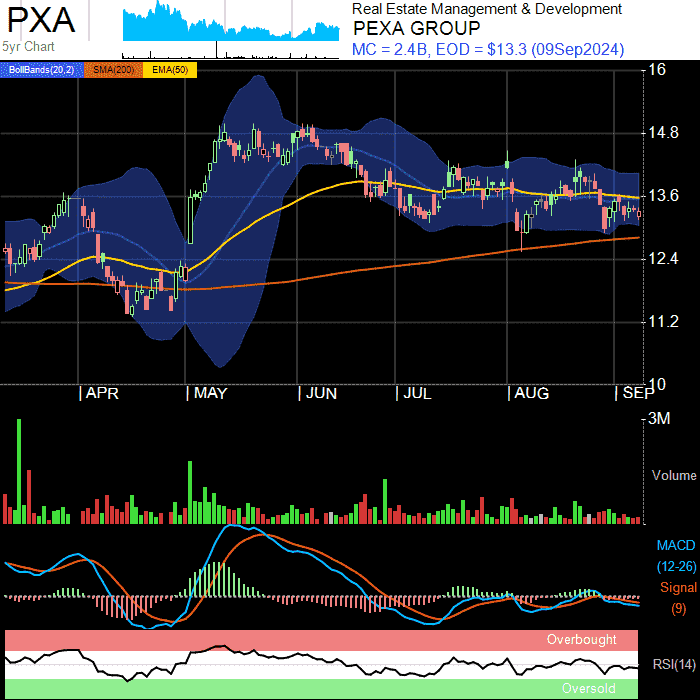 PXA
5yr Chart
Real Estate Management & Development
PEXA GROUP
MC = 2.4B, EOD = $13.3 (09Sep2024)
BollBands(20,2) SMA(200) EMA(50)
16
14.8
13.6
12.4
11.2
10
| APR | MAY | JUN | JUL | AUG | SEP
3M
Volume
MACD
(12-26)
Signal
(9)
Overbought
RSI(14)
Oversold